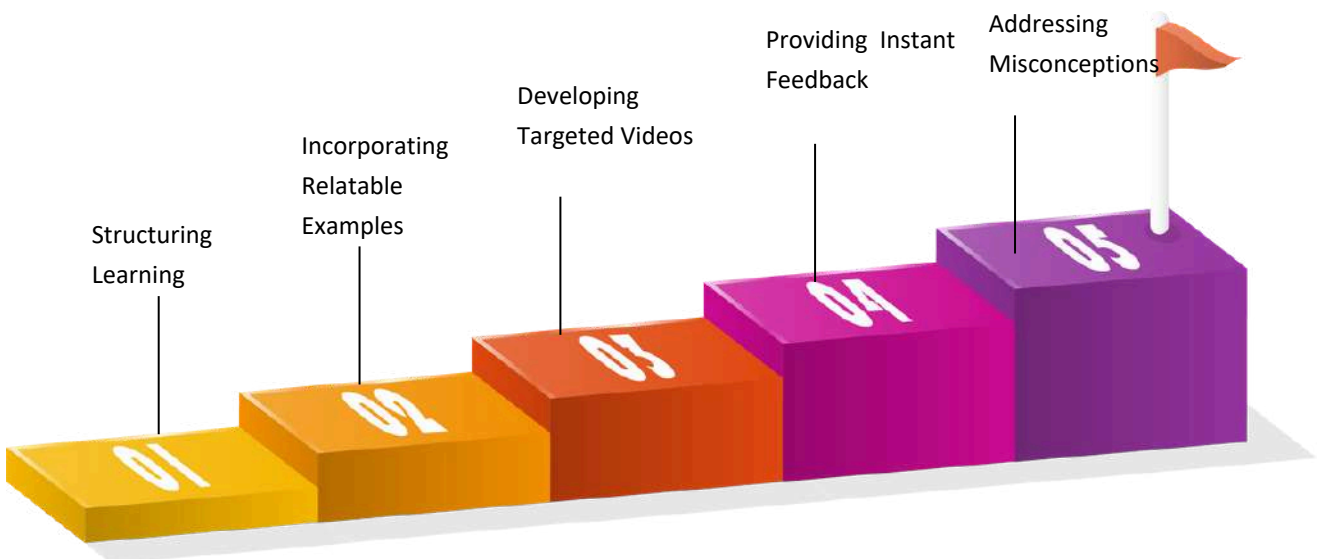 Structuring
Learning
01
Incorporating
Relatable
Examples
02
Developing
Targeted Videos
03
Providing Instant
Feedback
04
Addressing
Misconceptions
05